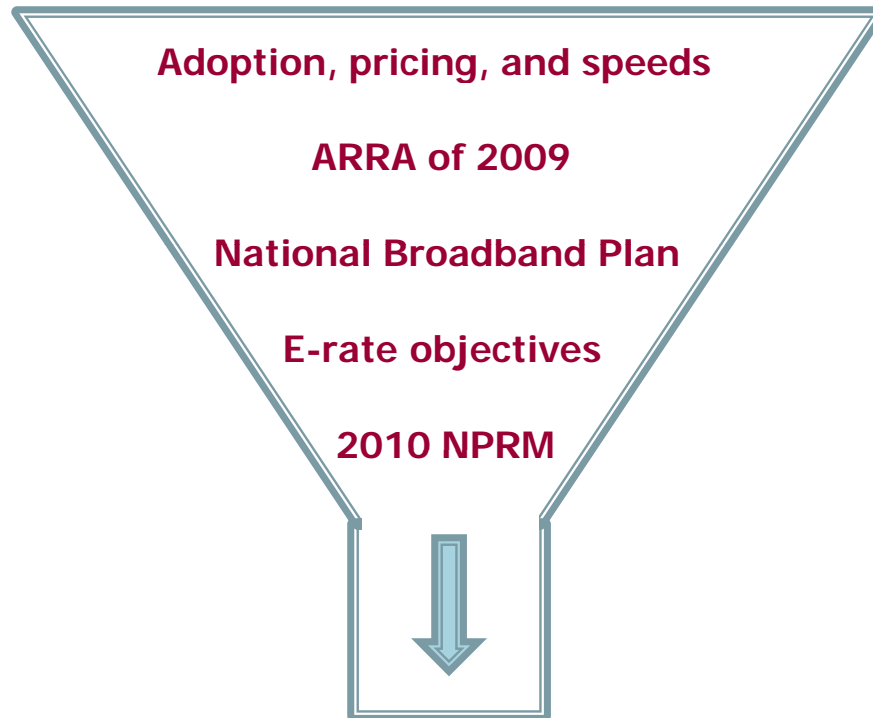 Adoption, pricing, and speeds
ARRA of 2009
National Broadband Plan
E-rate objectives
2010 NPRM